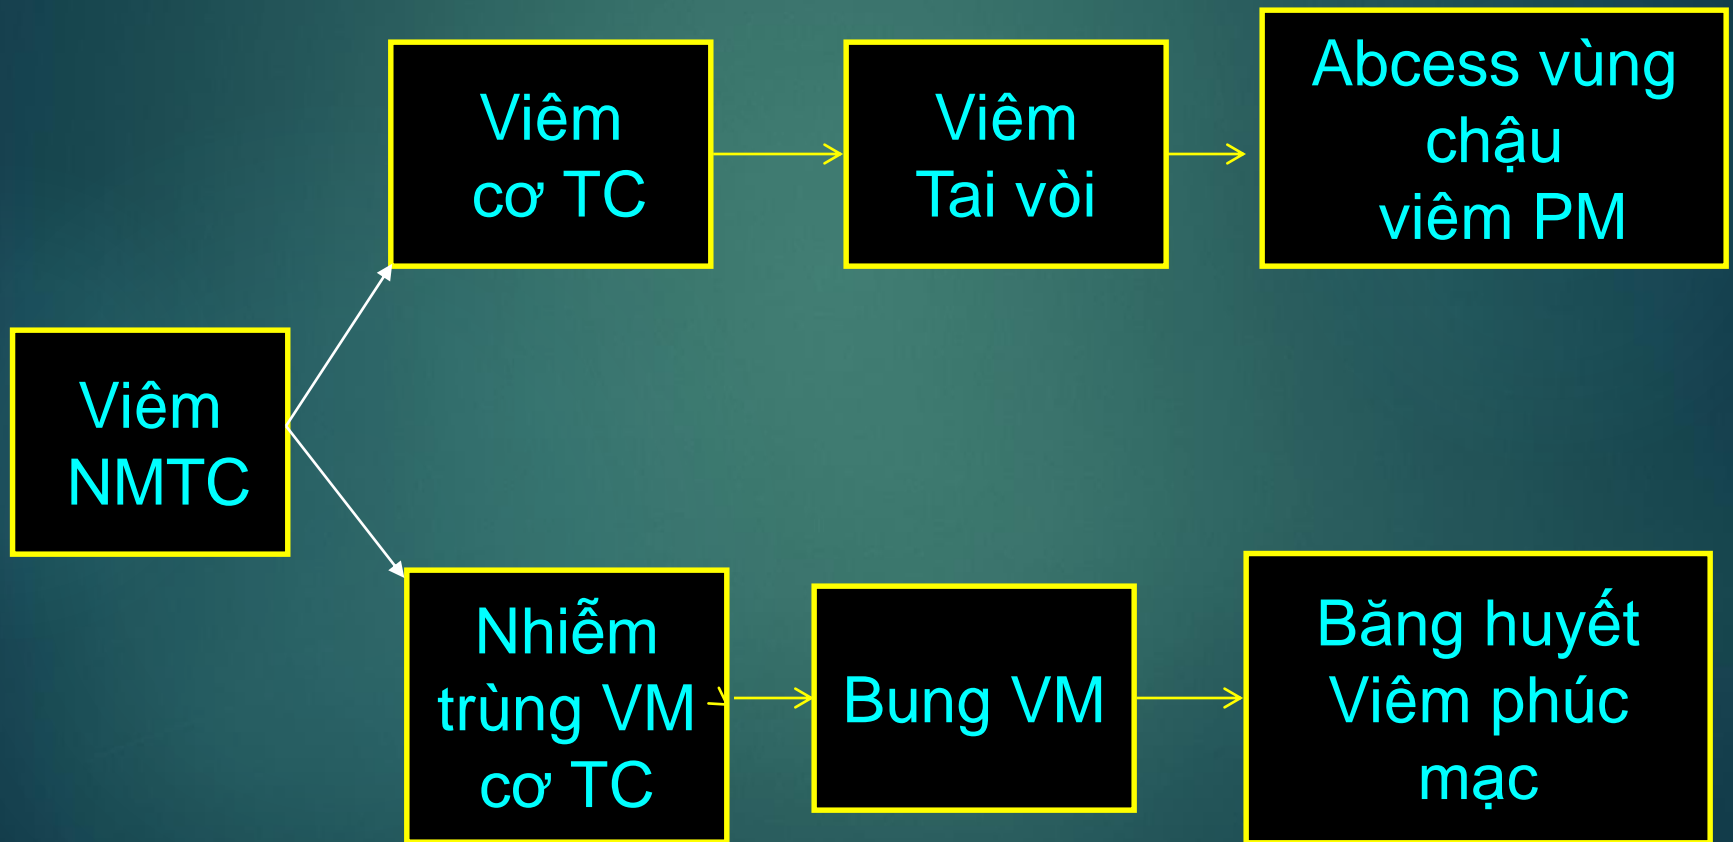 Viêm
cơ TC
Viêm
Tai vòi
Abcess vùng
chậu
viêm PM
Viêm
NMTC
Nhiễm
trùng VM
cơ TC
Bung VM
Băng huyết
Viêm phúc
mạc